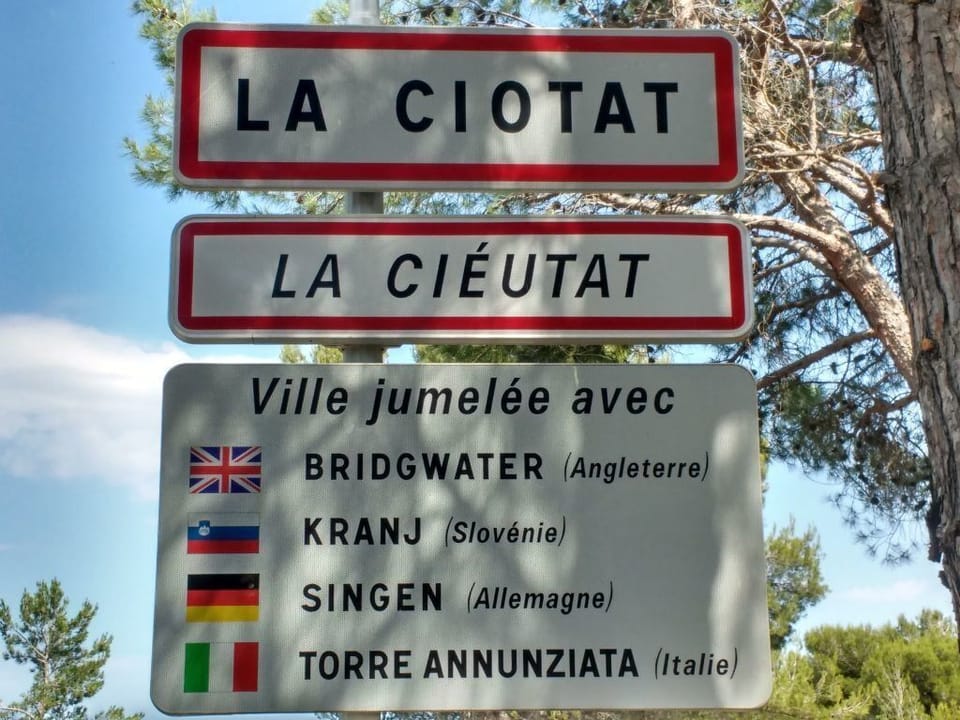 LA CIOTAT
LA CIÉUTAT
Ville jumelée avec
BRIDGWATER (Angleterre)
KRANJ (Slovénie)
SINGEN (Allemagne)
TORRE ANNUNZIATA (Italie)